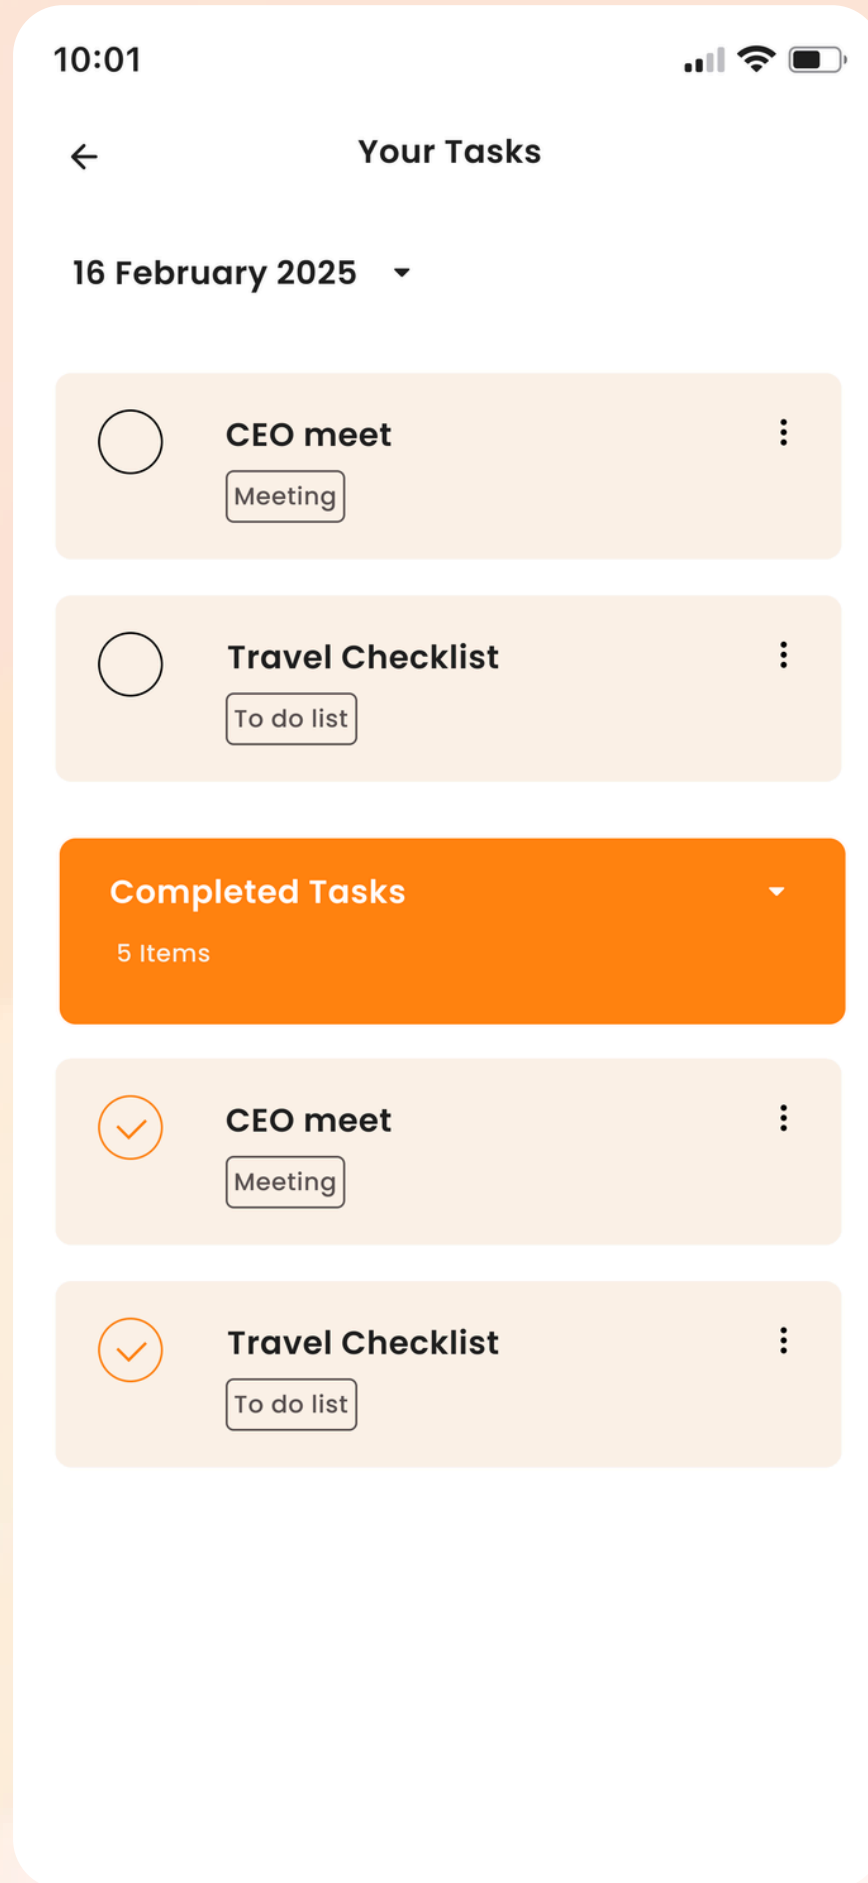 10:01
Your Tasks
16 February 2025
CEO meet
Meeting
Travel Checklist
To do list
Completed Tasks
5 Items
CEO meet
Meeting
Travel Checklist
To do list